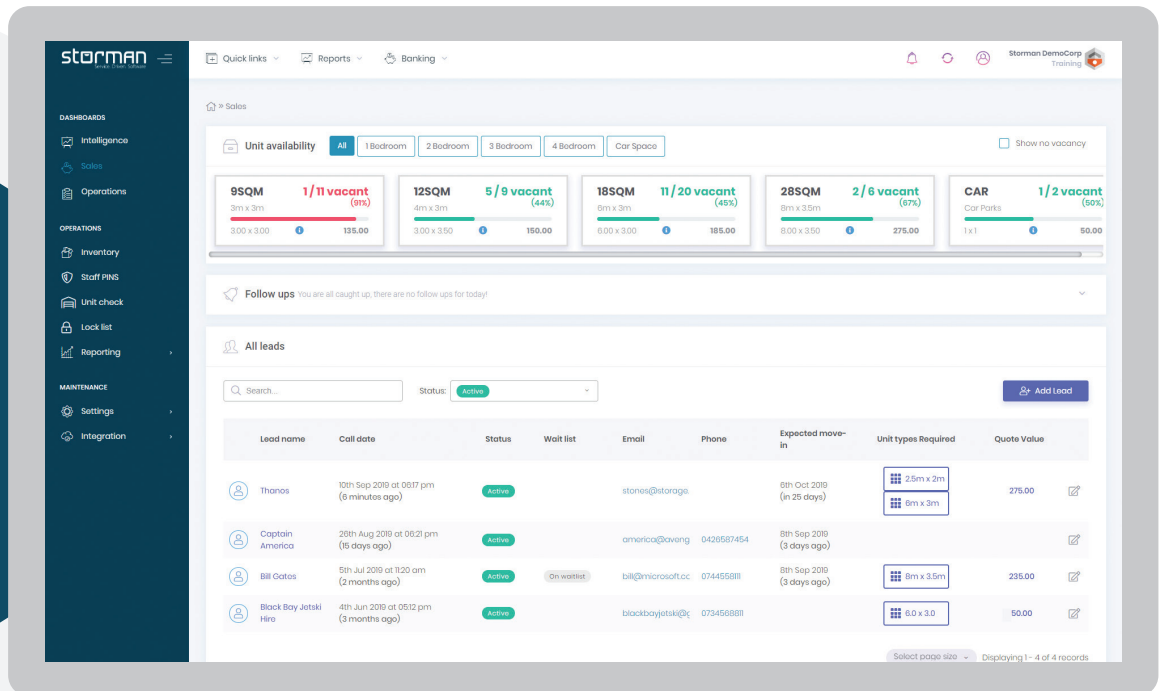 storman
Service Driven Software
Quick links
Reports
Banking
Storman DemoCorp
Training
DASHBOARDS
Intelligence
Sales
Operations
OPERATIONS
Inventory
Staff PINS
Unit check
Lock list
Reporting
MAINTENANCE
Settings
Integration
» Sales
Unit availability
All
1 Bedroom
2 Bedroom
3 Bedroom
4 Bedroom
Car Space
Show no vacancy
9SQM 1 / 11 vacant
3m x 3m (91%)
3.00 x 3.00 135.00
12SQM 5 / 9 vacant
4m x 3m (44%)
3.00 x 3.50 150.00
18SQM 11 / 20 vacant
6m x 3m (45%)
6.00 x 3.00 185.00
28SQM 2 / 6 vacant
8m x 3.5m (67%)
8.00 x 3.50 275.00
CAR 1 / 2 vacant
Car Parks (50%)
1 x 1 50.00
Follow ups You are all caught up, there are no follow ups for today!
All leads
Search...
Status: Active
Add Lead
Lead name Call date Status Wait list Email Phone Expected move-in Unit types Required Quote Value
Thanos 10th Sep 2019 at 06:17 pm Active stones@storage. 6th Oct 2019 2.5m x 2m 275.00
(6 minutes ago) (in 25 days) 6m x 3m
Captain 26th Aug 2019 at 06:21 pm Active america@aveng 0426587454 8th Sep 2019
America (15 days ago) (3 days ago)
Bill Gates 5th Jul 2019 at 11:20 am Active On waitlist bill@microsoft.cc 0744558111 8th Sep 2019 8m x 3.5m 235.00
(2 months ago) (3 days ago)
Black Bay Jetski 4th Jun 2019 at 05:12 pm Active blackbayjetski@g 0734568811 6.0 x 3.0 50.00
Hire (3 months ago)
Select page size Displaying 1 - 4 of 4 records